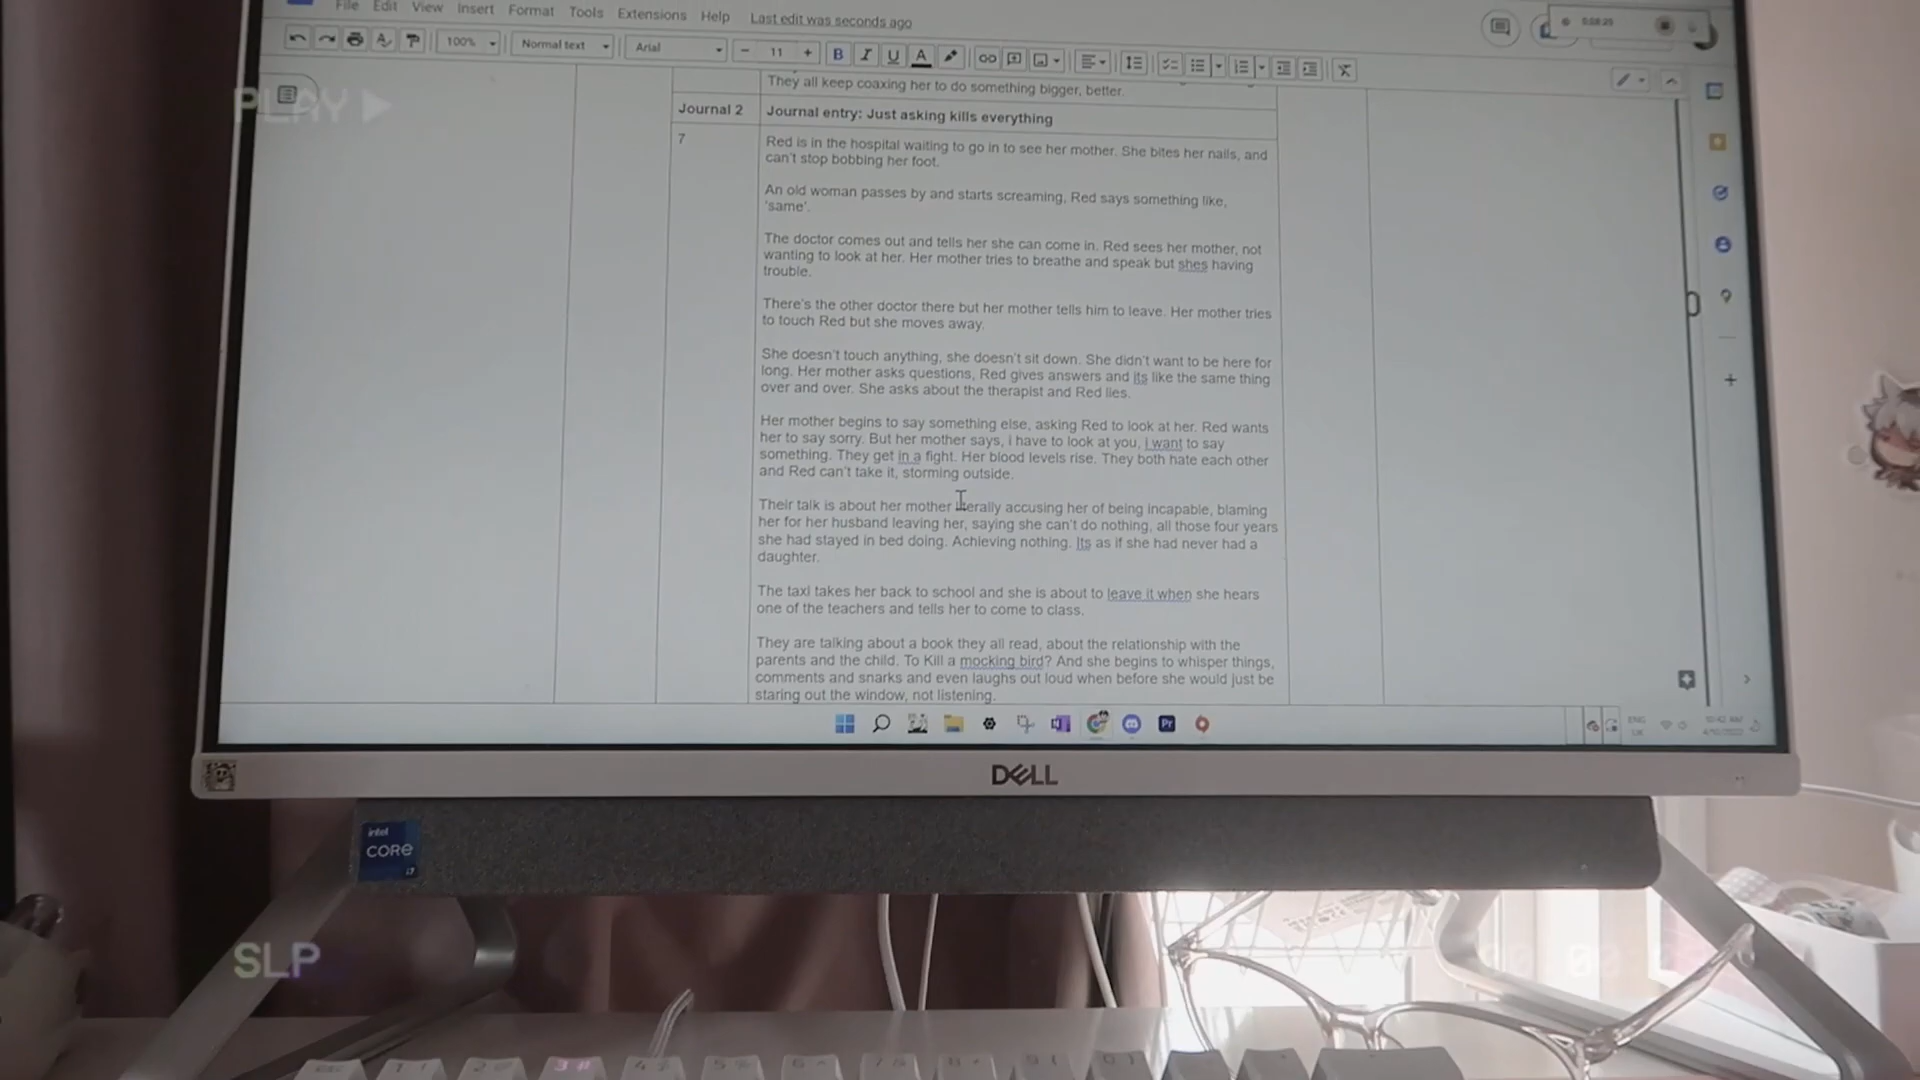 File Edit View Insert Format Tools Extensions Help Last edit was seconds ago
100% Normal text Arial 11 B I U A
They all keep coaxing her to do something bigger, better.
PLAY
Journal 2 Journal entry: Just asking kills everything
7
Red is in the hospital waiting to go in to see her mother. She bites her nails, and
can't stop bobbing her foot.
An old woman passes by and starts screaming, Red says something like,
'same'.
The doctor comes out and tells her she can come in. Red sees her mother, not
wanting to look at her. Her mother tries to breathe and speak but shes having
trouble.
There's the other doctor there but her mother tells him to leave. Her mother tries
to touch Red but she moves away.
She doesn't touch anything, she doesn't sit down. She didn't want to be here for
long. Her mother asks questions, Red gives answers and its like the same thing
over and over. She asks about the therapist and Red lies.
Her mother begins to say something else, asking Red to look at her. Red wants
her to say sorry. But her mother says, i have to look at you, i want to say
something. They get in a fight. Her blood levels rise. They both hate each other
and Red can't take it, storming outside.
Their talk is about her mother literally accusing her of being incapable, blaming
her for her husband leaving her, saying she can't do nothing, all those four years
she had stayed in bed doing. Achieving nothing. Its as if she had never had a
daughter.
The taxi takes her back to school and she is about to leave it when she hears
one of the teachers and tells her to come to class.
They are talking about a book they all read, about the relationship with the
parents and the child. To Kill a mocking bird? And she begins to whisper things,
comments and snarks and even laughs out loud when before she would just be
staring out the window, not listening.
Pr
ENG
UK
DELL
intel
CORE
i7
SLP